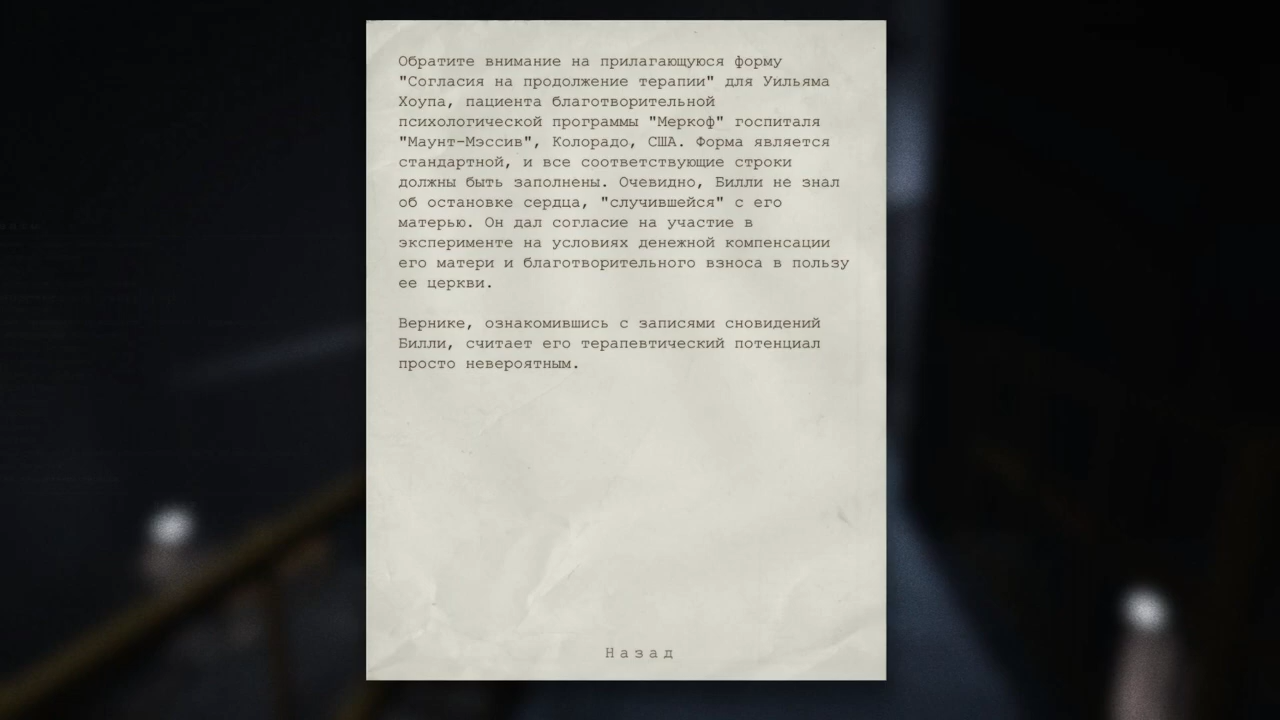 Обратите внимание на прилагающуюся форму
"Согласия на продолжение терапии" для Уильяма
Хоупа, пациента благотворительной
психологической программы "Меркоф" госпиталя
"Маунт-Мэссив", Колорадо, США. Форма является
стандартной, и все соответствующие строки
должны быть заполнены. Очевидно, Билли не знал
об остановке сердца, "случившейся" с его
матерью. Он дал согласие на участие в
эксперименте на условиях денежной компенсации
его матери и благотворительного взноса в пользу
ее церкви.
Вернике, ознакомившись с записями сновидений
Билли, считает его терапевтический потенциал
просто невероятным.
Назад